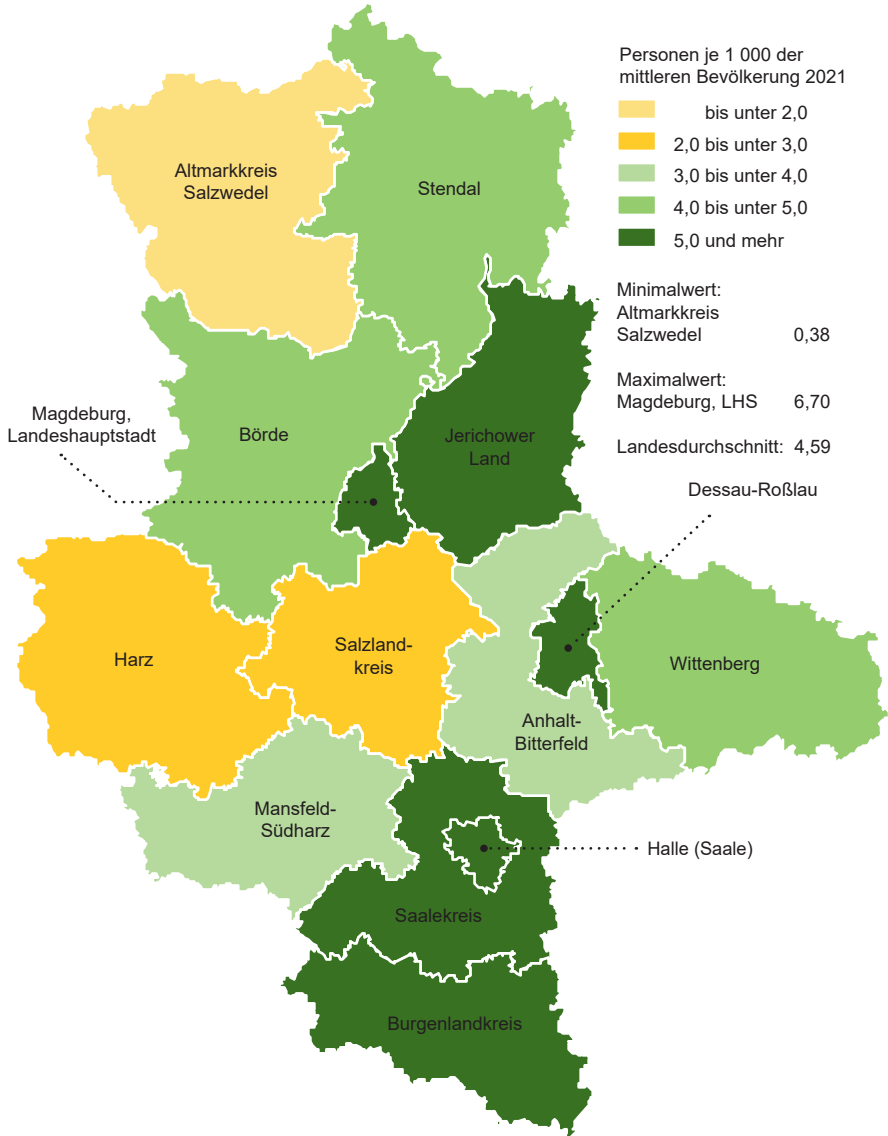 Personen je 1 000 der
mittleren Bevölkerung 2021
bis unter 2,0
2,0 bis unter 3,0
3,0 bis unter 4,0
4,0 bis unter 5,0
5,0 und mehr
Minimalwert:
Altmarkkreis
Salzwedel 0,38
Maximalwert:
Magdeburg, LHS 6,70
Landesdurchschnitt: 4,59
Altmarkkreis
Salzwedel
Stendal
Magdeburg,
Landeshauptstadt
Börde
Jerichower
Land
Dessau-Roßlau
Harz
Salzland-
kreis
Wittenberg
Anhalt-
Bitterfeld
Mansfeld-
Südharz
Halle (Saale)
Saalekreis
Burgenlandkreis